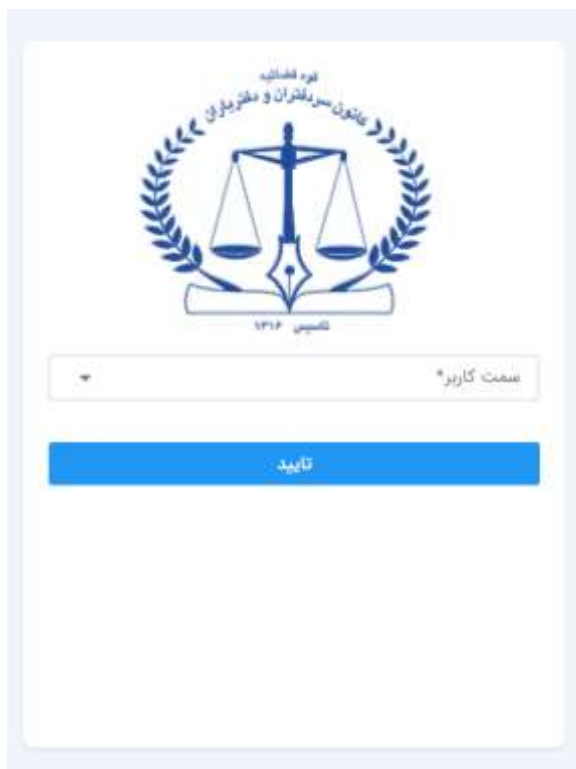 قوه قضائیه
کانون سردفتران و دفتریاران
تاسیس ۱۳۱۶
سمت کاربر*
تایید